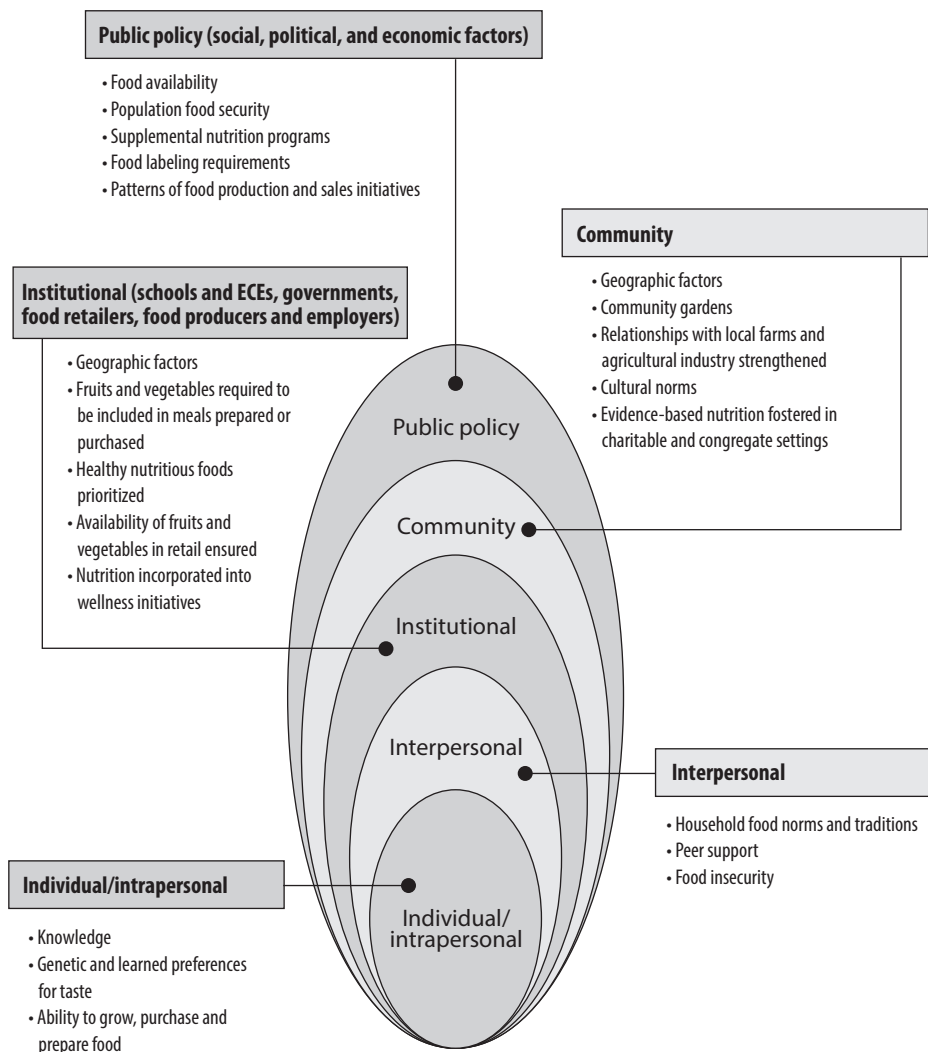 Public policy (social, political, and economic factors)
• Food availability
• Population food security
• Supplemental nutrition programs
• Food labeling requirements
• Patterns of food production and sales initiatives
Community
• Geographic factors
• Community gardens
• Relationships with local farms and
agricultural industry strengthened
• Cultural norms
• Evidence-based nutrition fostered in
charitable and congregate settings
Institutional (schools and ECEs, governments,
food retailers, food producers and employers)
• Geographic factors
• Fruits and vegetables required to
be included in meals prepared or
purchased
• Healthy nutritious foods
prioritized
• Availability of fruits and
vegetables in retail ensured
• Nutrition incorporated into
wellness initiatives
Public policy
Community
Institutional
Interpersonal
Individual/
intrapersonal
Interpersonal
• Household food norms and traditions
• Peer support
• Food insecurity
Individual/intrapersonal
• Knowledge
• Genetic and learned preferences
for taste
• Ability to grow, purchase and
prepare food